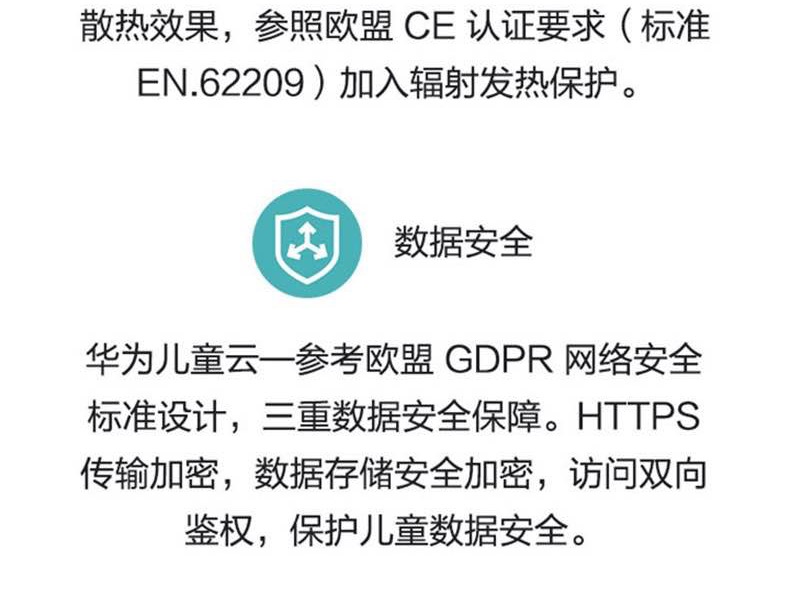 散热效果，参照欧盟 CE 认证要求（标准
EN.62209）加入辐射发热保护。
数据安全
华为儿童云—参考欧盟 GDPR 网络安全
标准设计，三重数据安全保障。HTTPS
传输加密，数据存储安全加密，访问双向
鉴权，保护儿童数据安全。